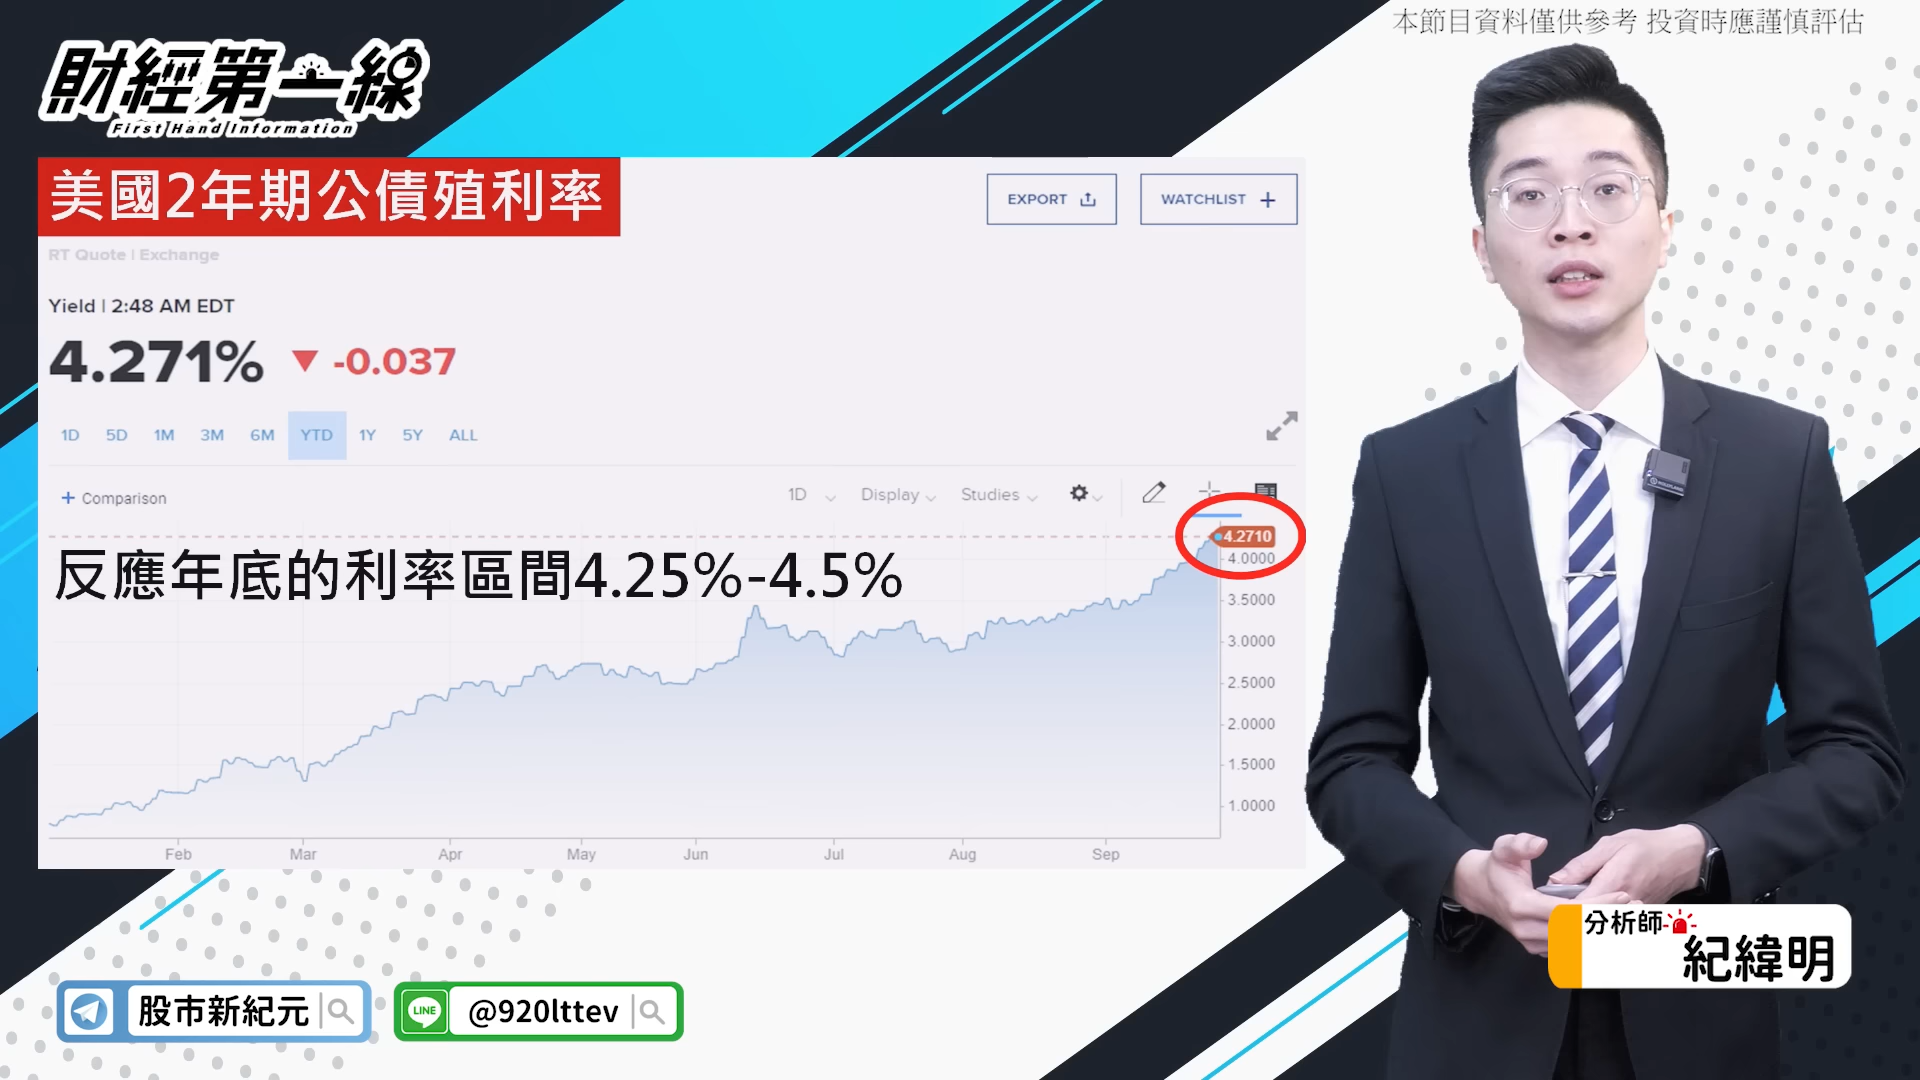 本節目資料僅供參考 投資時應謹慎評估
財經第一線
First Hand Information
美國2年期公債殖利率
EXPORT
WATCHLIST +
RT Quote | Exchange
Yield | 2:48 AM EDT
4.271% ▼ -0.037
1D 5D 1M 3M 6M YTD 1Y 5Y ALL
+ Comparison
1D Display Studies
4.2710
反應年底的利率區間4.25%-4.5%
4.0000
3.5000
3.0000
2.5000
2.0000
1.5000
1.0000
Feb Mar Apr May Jun Jul Aug Sep
分析師
紀緯明
股市新紀元
LINE @920lttev